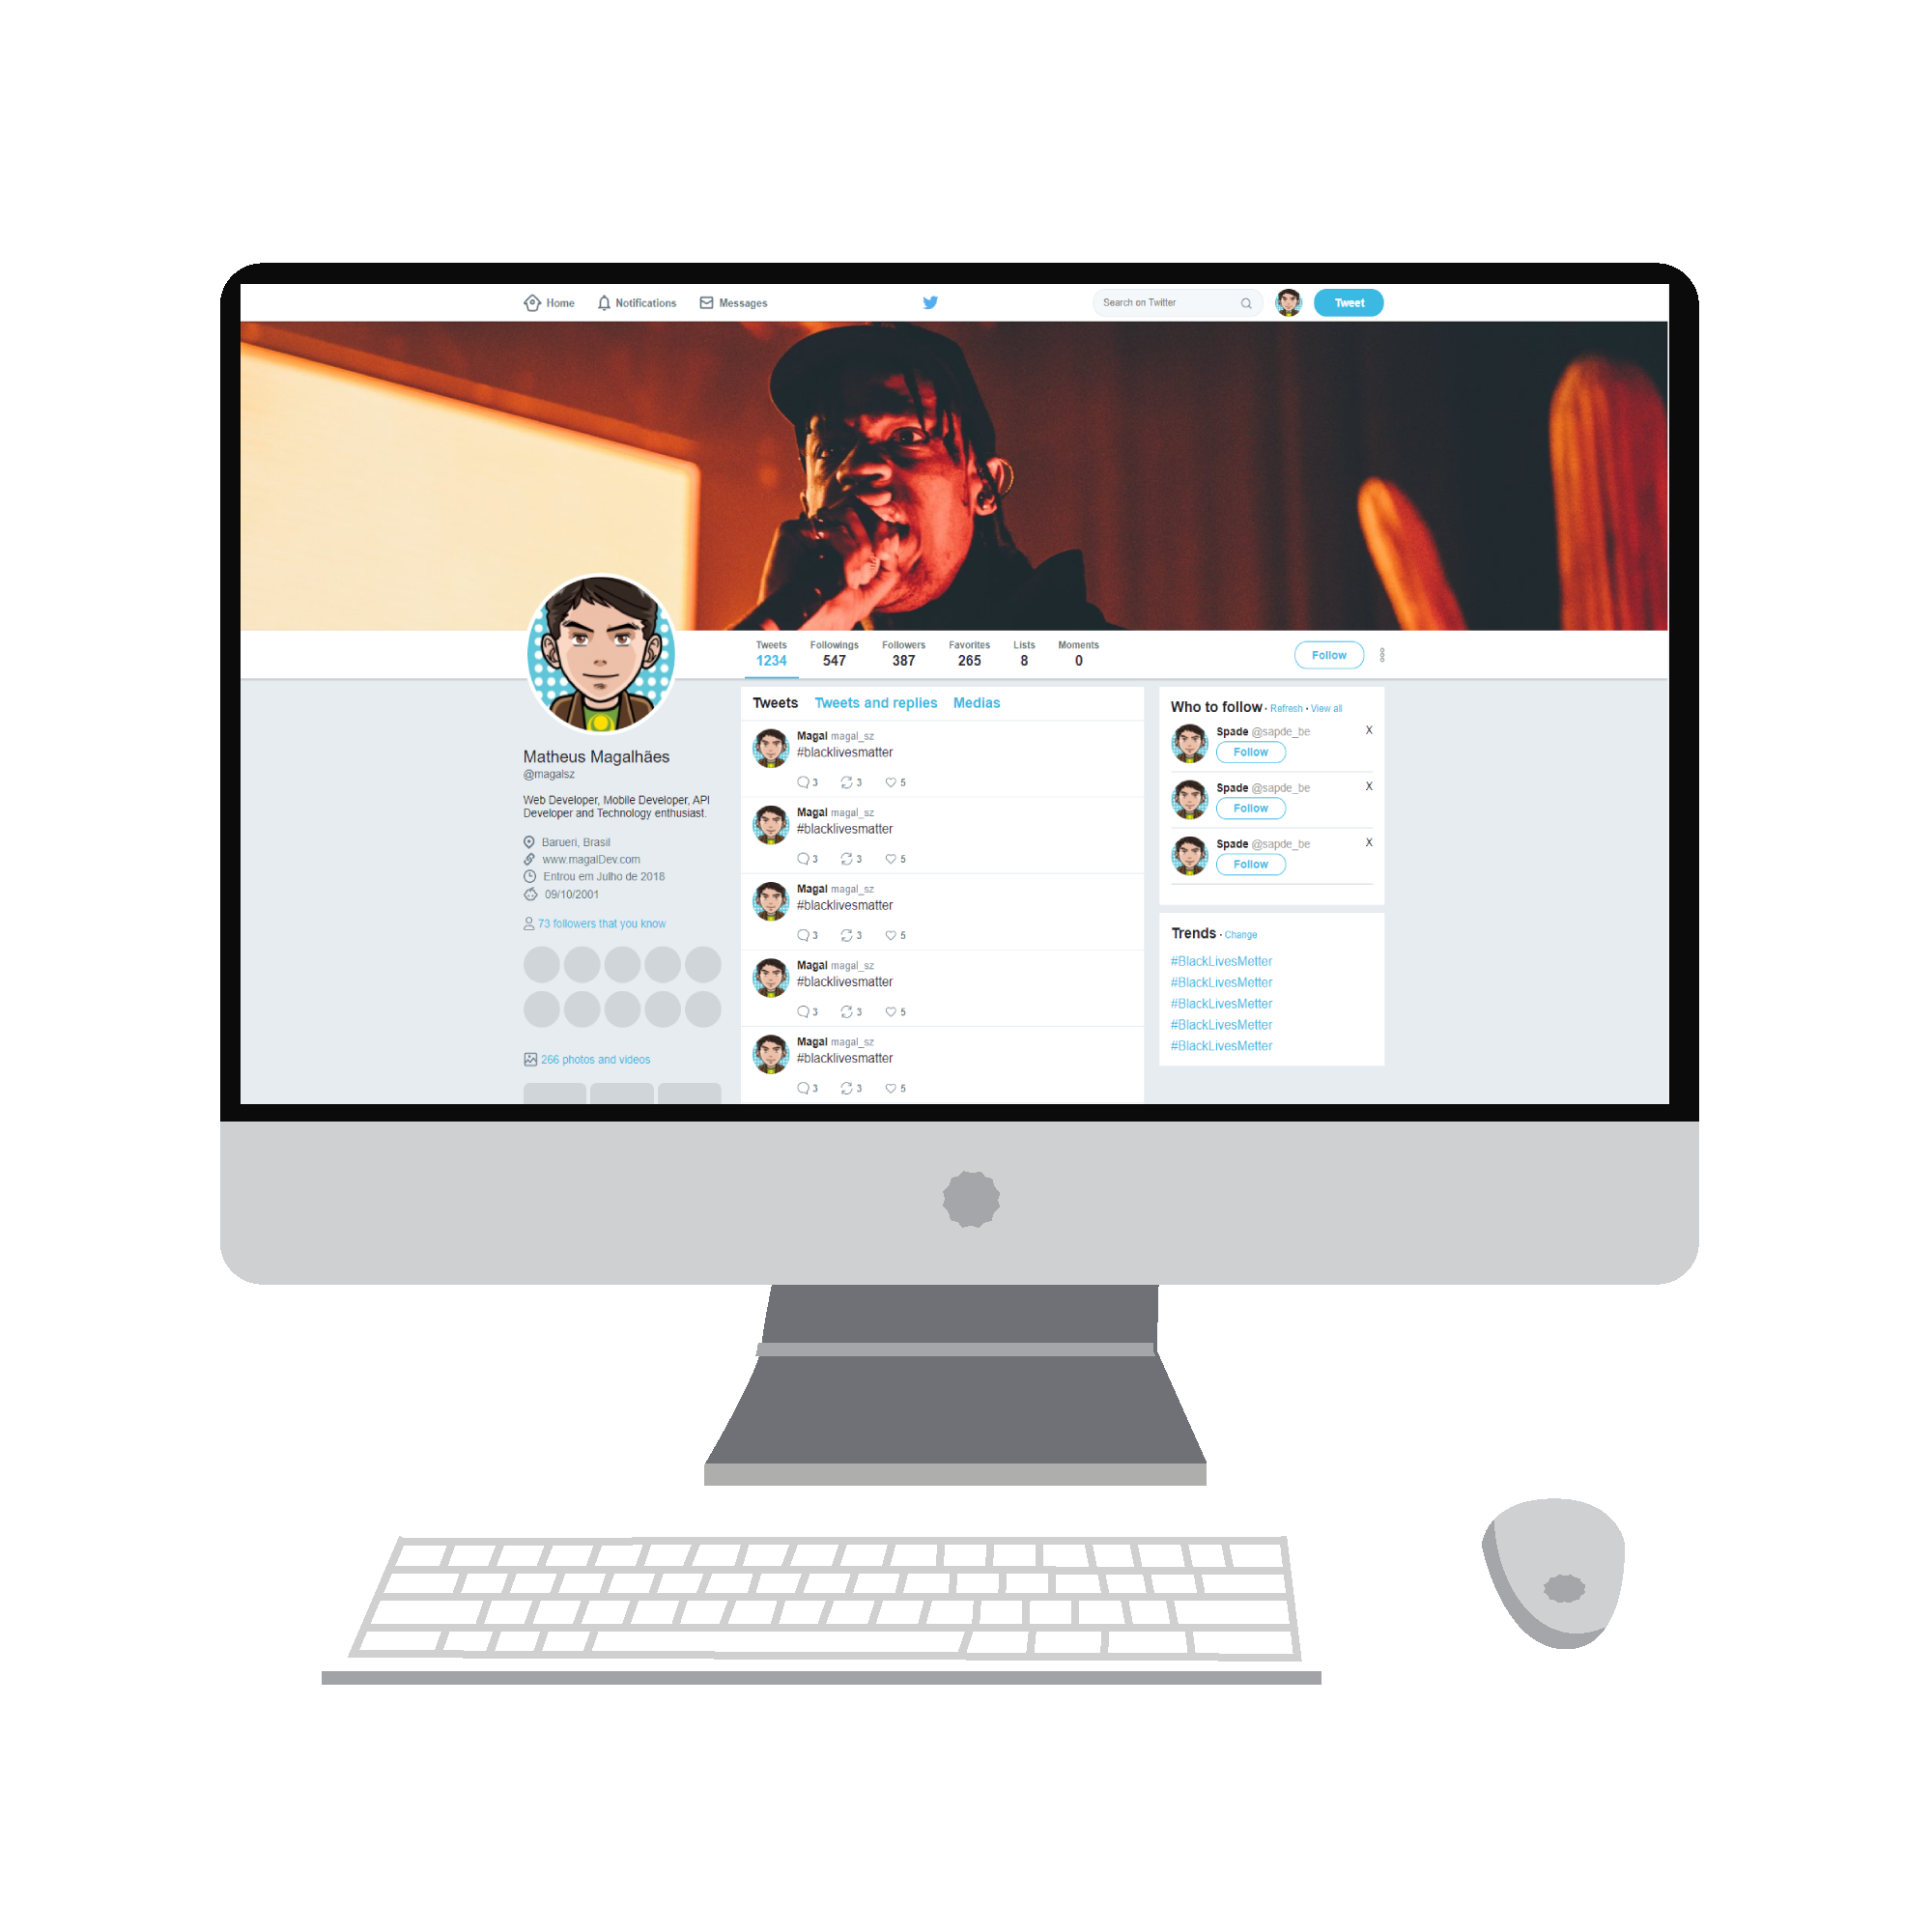 Home Notifications Messages Search on Twitter Tweet
Tweets Followings Followers Favorites Lists Moments
1234 547 387 265 8 0
Follow
Matheus Magalhães
@magalsz
Web Developer, Mobile Developer, API
Developer and Technology enthusiast.
Barueri, Brasil
www.magalDev.com
Entrou em Julho de 2018
09/10/2001
73 followers that you know
266 photos and videos
Tweets Tweets and replies Medias
Magal magal_sz
#blacklivesmatter
3 3 5
Magal magal_sz
#blacklivesmatter
3 3 5
Magal magal_sz
#blacklivesmatter
3 3 5
Magal magal_sz
#blacklivesmatter
3 3 5
Magal magal_sz
#blacklivesmatter
3 3 5
Who to follow · Refresh · View all
Spade @sapde_be X
Follow
Spade @sapde_be X
Follow
Spade @sapde_be X
Follow
Trends · Change
#BlackLivesMetter
#BlackLivesMetter
#BlackLivesMetter
#BlackLivesMetter
#BlackLivesMetter